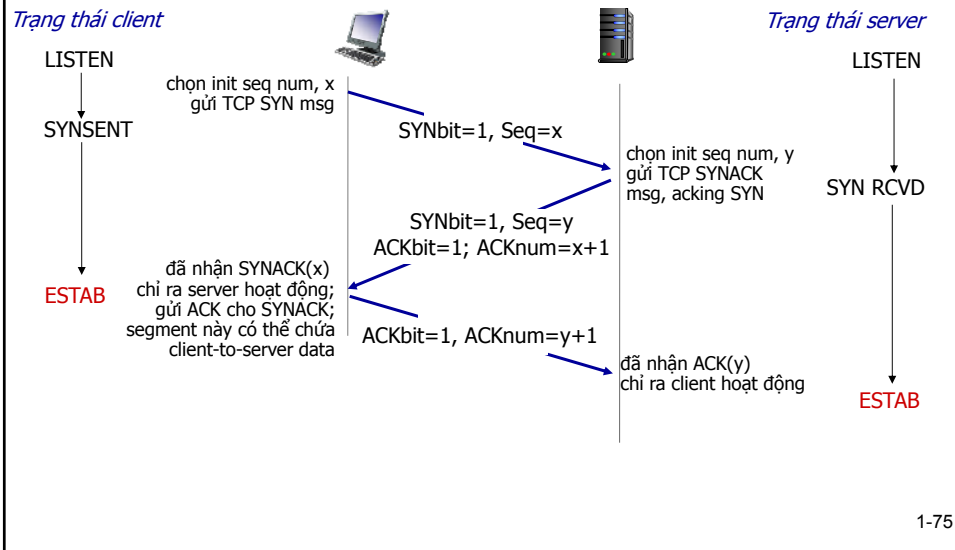 Trạng thái client
Trạng thái server
LISTEN
LISTEN
chọn init seq num, x
gửi TCP SYN msg
SYNSENT
SYNbit=1, Seq=x
chọn init seq num, y
gửi TCP SYNACK
msg, acking SYN
SYN RCVD
SYNbit=1, Seq=y
ACKbit=1; ACKnum=x+1
đã nhận SYNACK(x)
chỉ ra server hoạt động;
gửi ACK cho SYNACK;
segment này có thể chứa
client-to-server data
ESTAB
ACKbit=1, ACKnum=y+1
đã nhận ACK(y)
chỉ ra client hoạt động
ESTAB
1-75